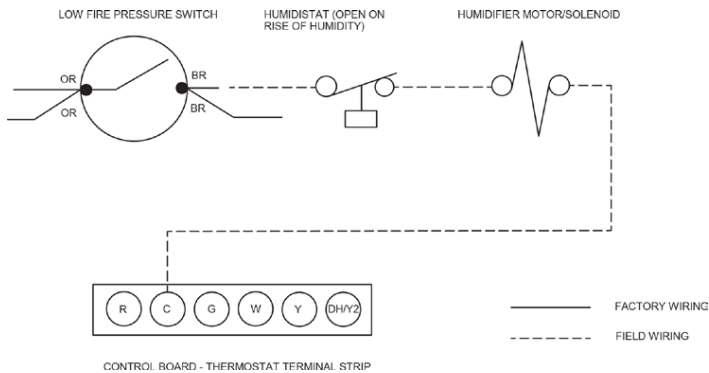 LOW FIRE PRESSURE SWITCH
HUMIDISTAT (OPEN ON
RISE OF HUMIDITY)
HUMIDIFIER MOTOR/SOLENOID
OR
BR
OR
BR
R C G W Y DH/Y2
FACTORY WIRING
FIELD WIRING
CONTROL BOARD - THERMOSTAT TERMINAL STRIP